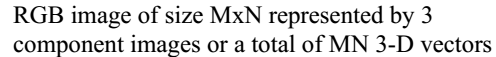 RGB image of size MxN represented by 3
component images or a total of MN 3-D vectors